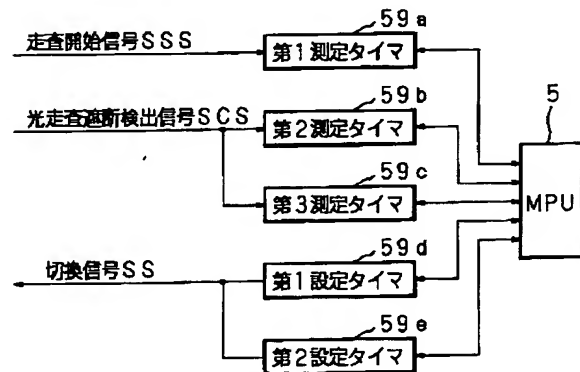 59a
走査開始信号SSS
第1測定タイマ
59b
光走査遮断検出信号SCS
第2測定タイマ
5
59c
第3測定タイマ
MPU
59d
切換信号SS
第1設定タイマ
59e
第2設定タイマ